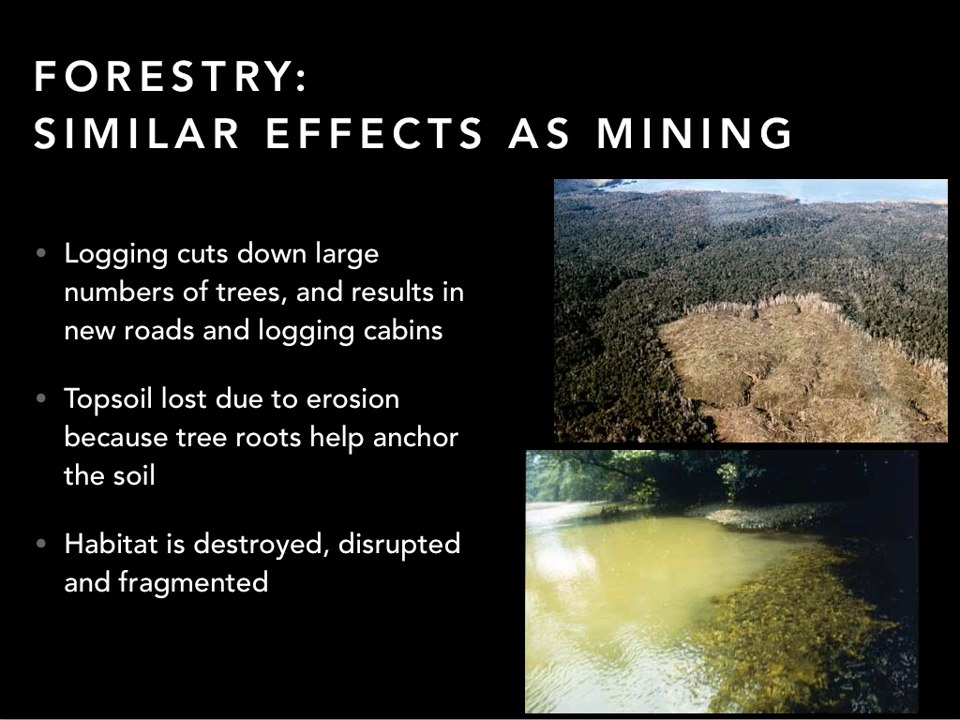 FORESTRY:
SIMILAR EFFECTS AS MINING
• Logging cuts down large
numbers of trees, and results in
new roads and logging cabins
• Topsoil lost due to erosion
because tree roots help anchor
the soil
• Habitat is destroyed, disrupted
and fragmented